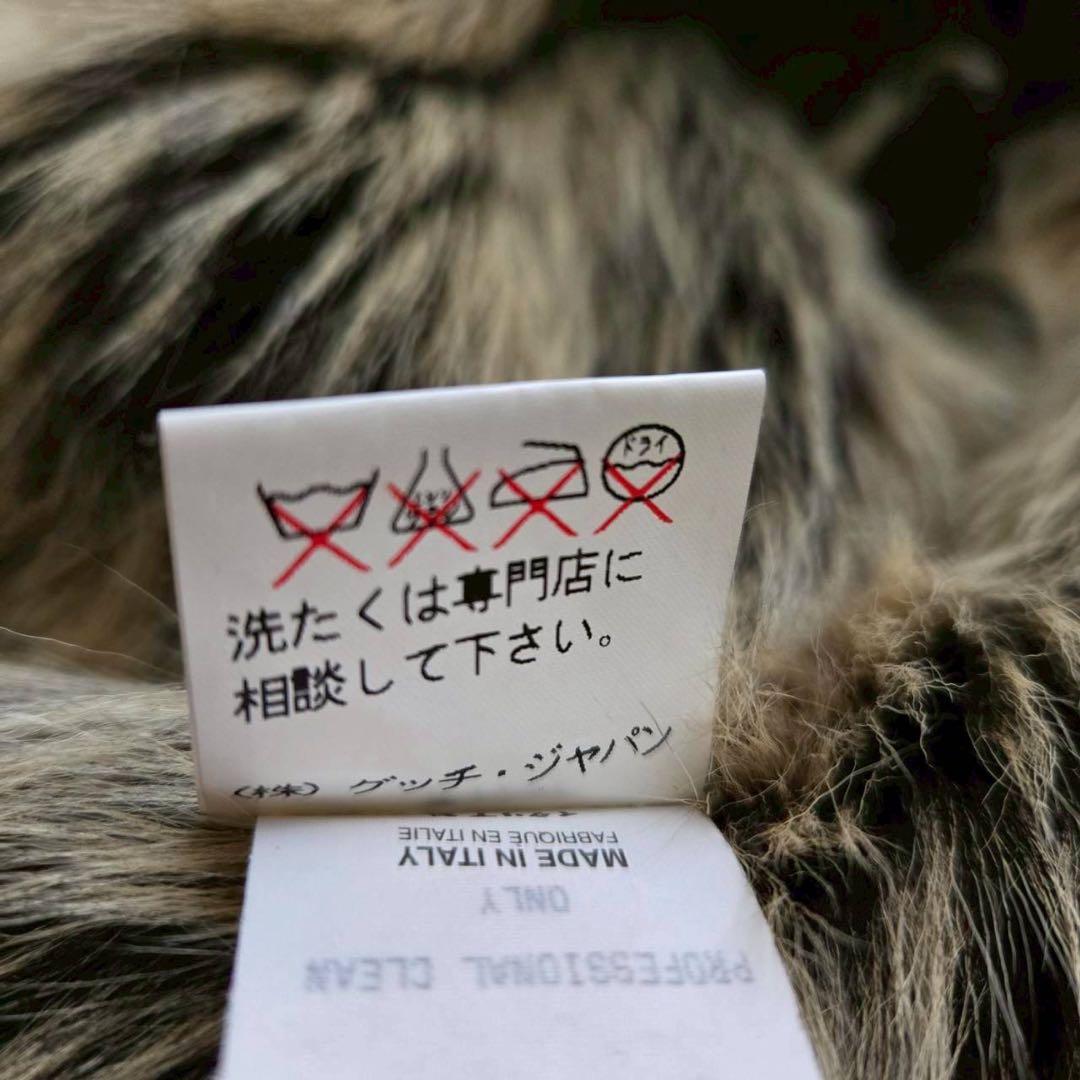 ドライ
洗たくは専門店に
相談して下さい。
(株) グッチ・ジャパン
FABRIQUÉ EN ITALIE
MADE IN ITALY
ONLY
PROFESSIONAL CLEAN